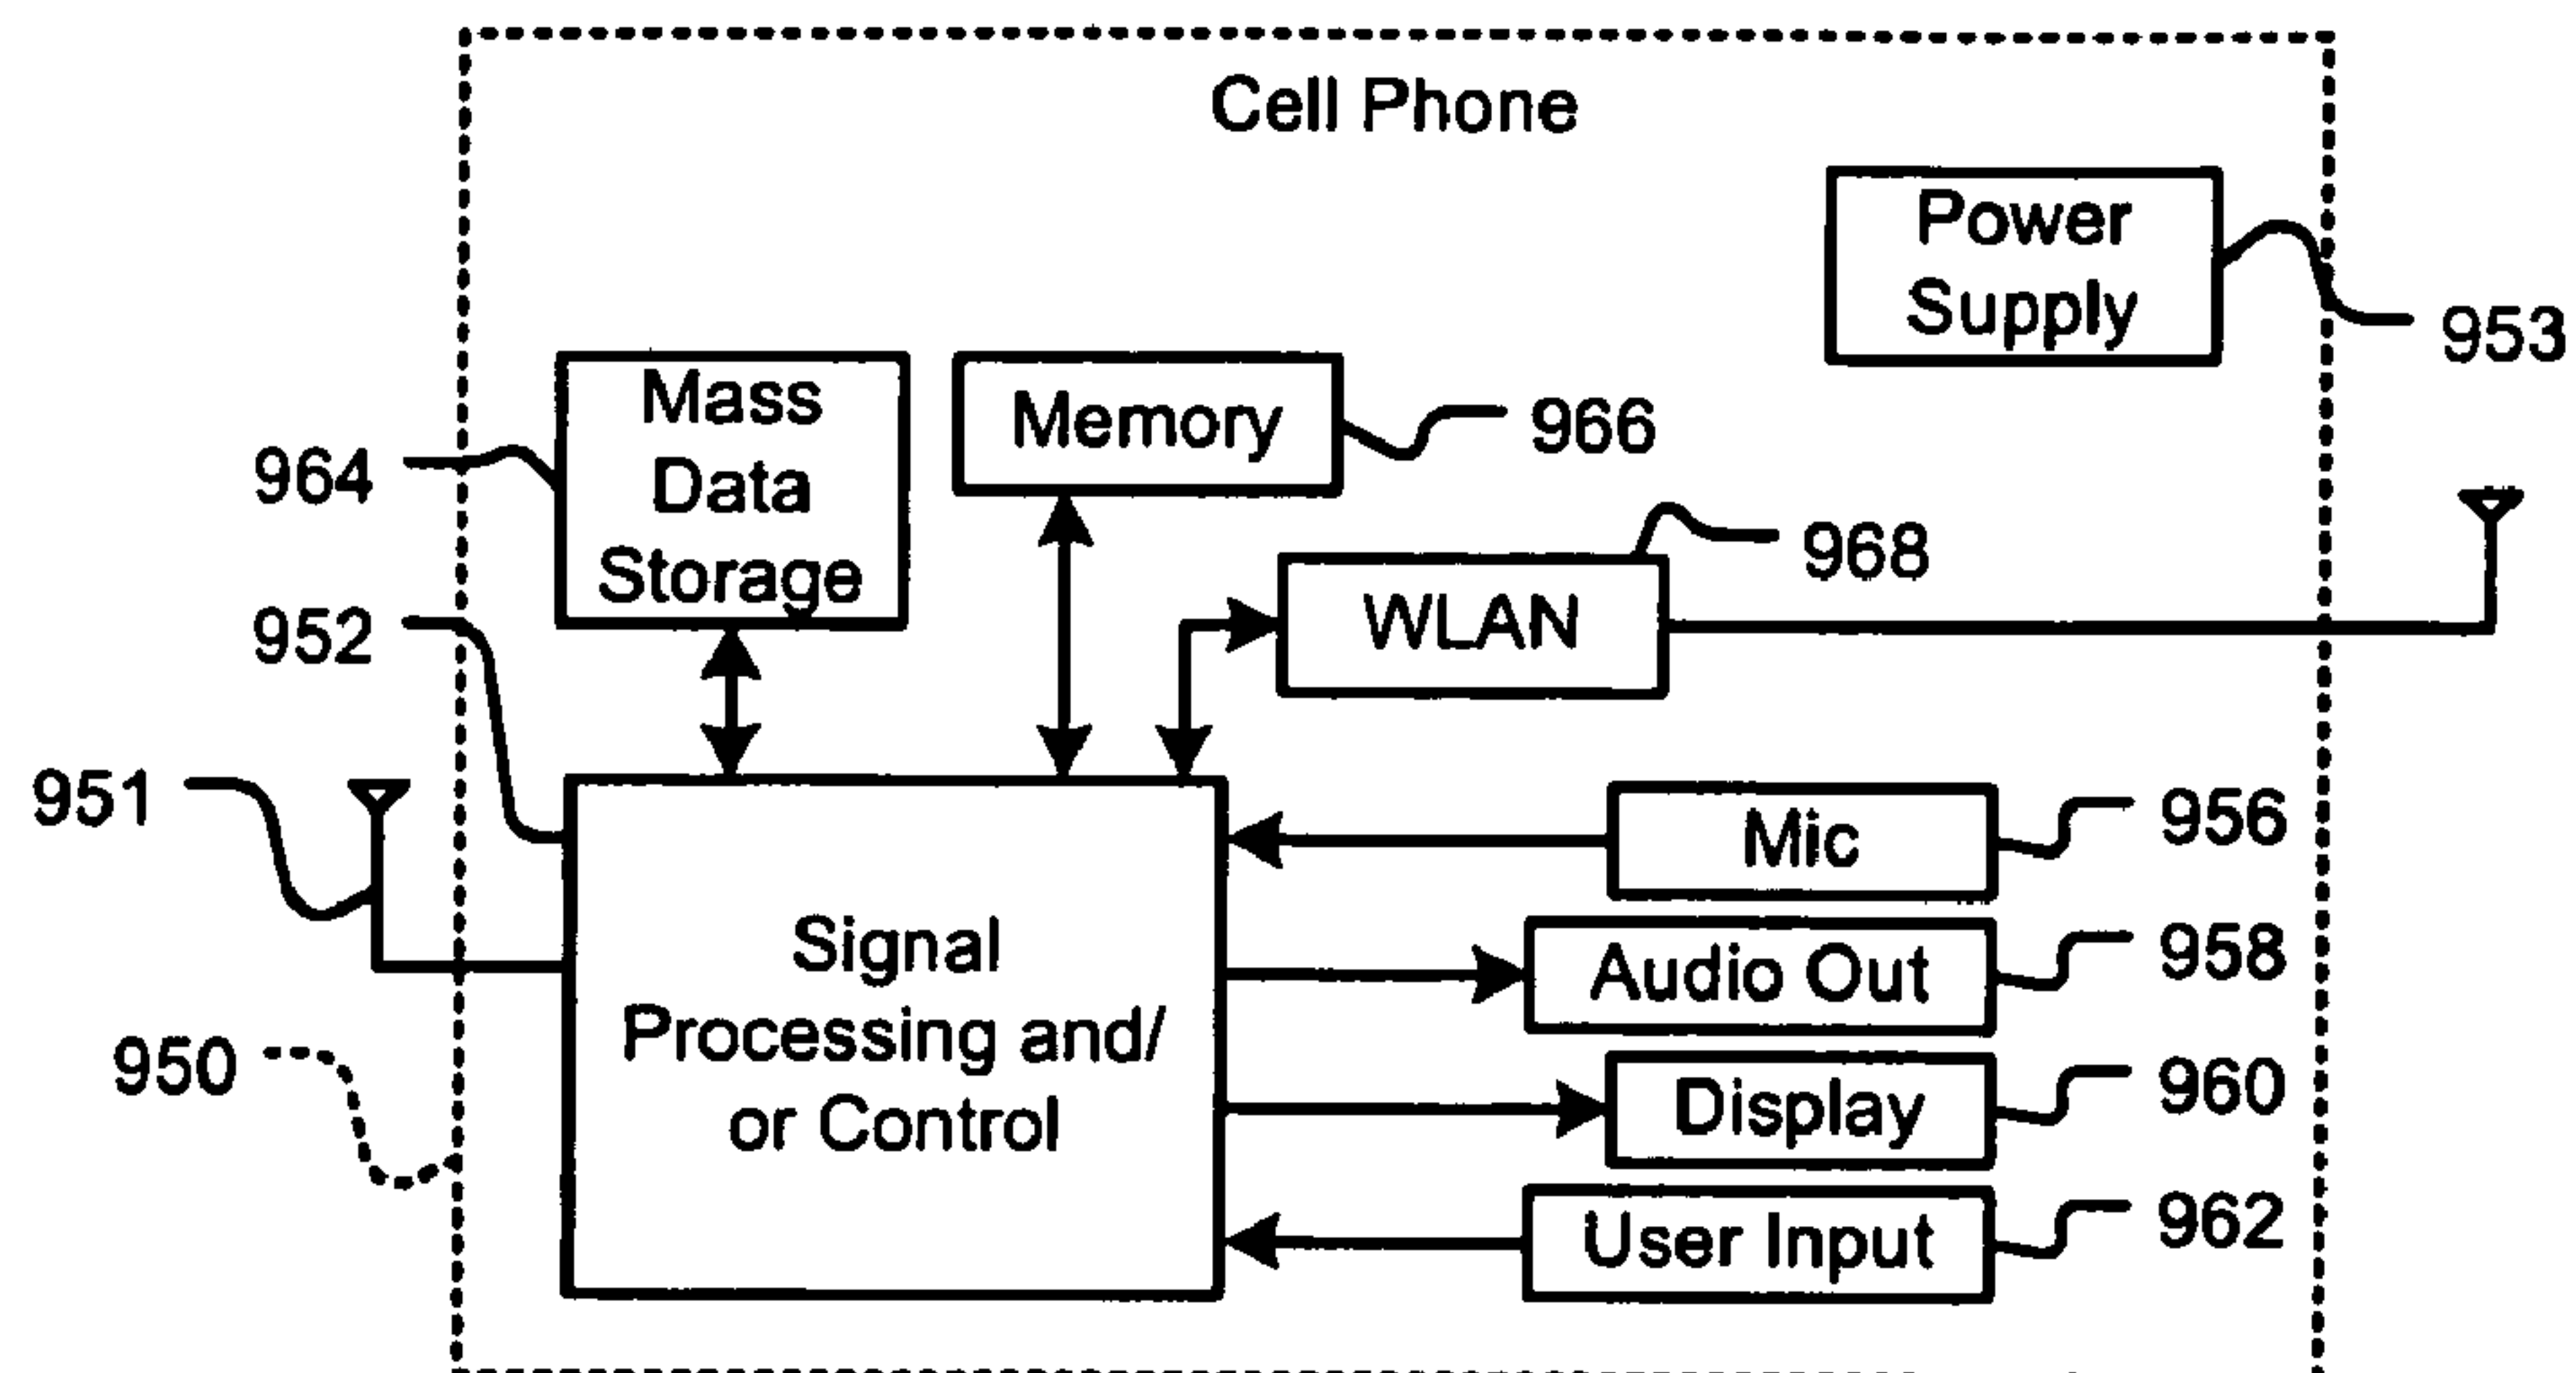 Cell Phone
Power
Supply
953
Mass
Data
Storage
964
Memory
966
WLAN
968
952
951
Signal
Processing and/
or Control
950
Mic
956
Audio Out
958
Display
960
User Input
962